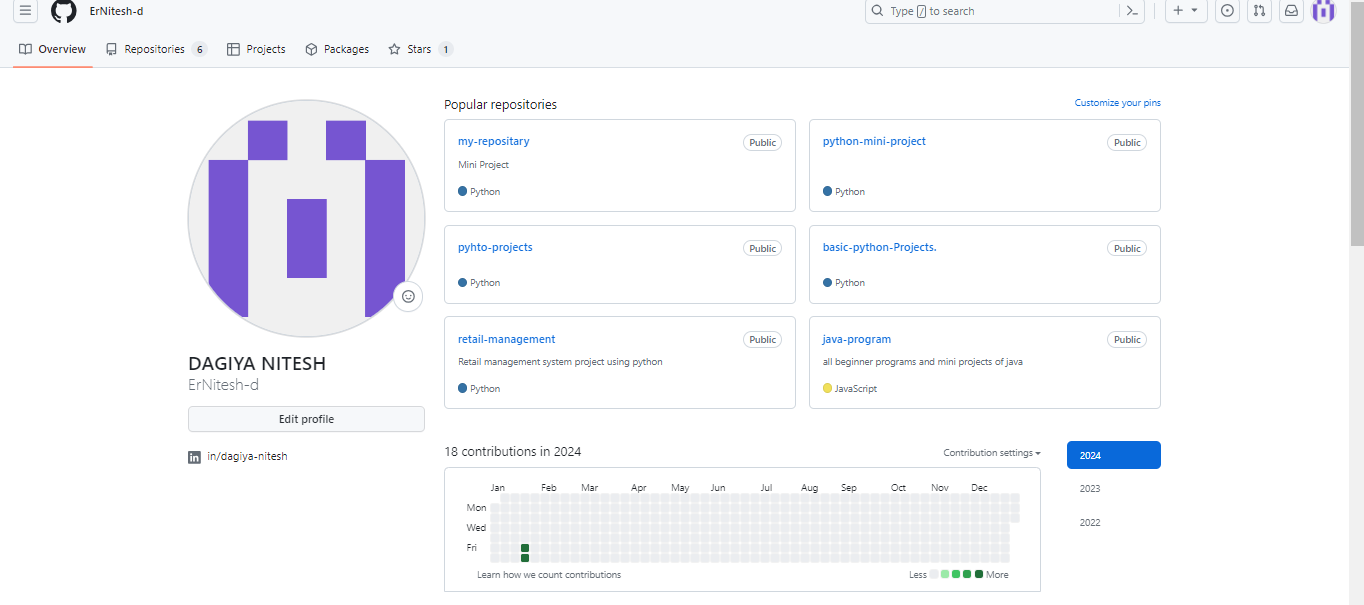 ErNitesh-d
Type / to search
Overview Repositories 6 Projects Packages Stars 1
Popular repositories
Customize your pins
my-repositary Public
Mini Project
Python
python-mini-project Public
Python
pyhto-projects Public
Python
basic-python-Projects. Public
Python
retail-management Public
Retail management system project using python
Python
java-program Public
all beginner programs and mini projects of java
JavaScript
DAGIYA NITESH
ErNitesh-d
Edit profile
in/dagiya-nitesh
18 contributions in 2024
Contribution settings
2024
2023
2022
Jan Feb Mar Apr May Jun Jul Aug Sep Oct Nov Dec
Mon
Wed
Fri
Learn how we count contributions
Less More